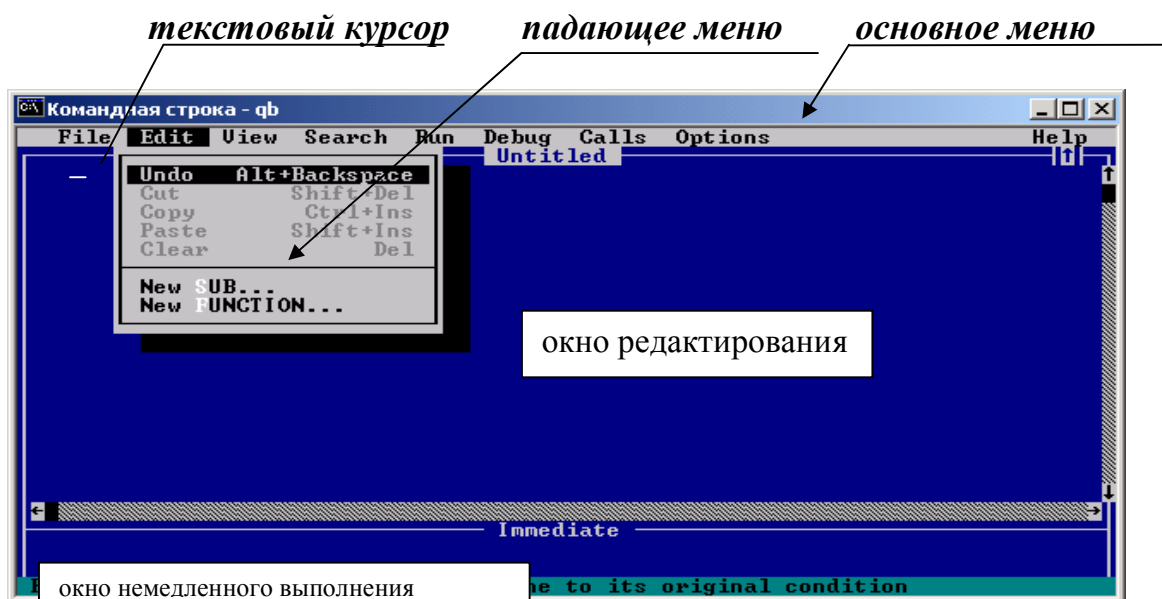 текстовый курсор падающее меню основное меню
Командная строка - qb
File Edit View Search Run Debug Calls Options Help
Untitled
Undo Alt+Backspace
Cut Shift+Del
Copy Ctrl+Ins
Paste Shift+Ins
Clear Del
New SUB...
New FUNCTION...
окно редактирования
Immediate
to its original condition
окно немедленного выполнения